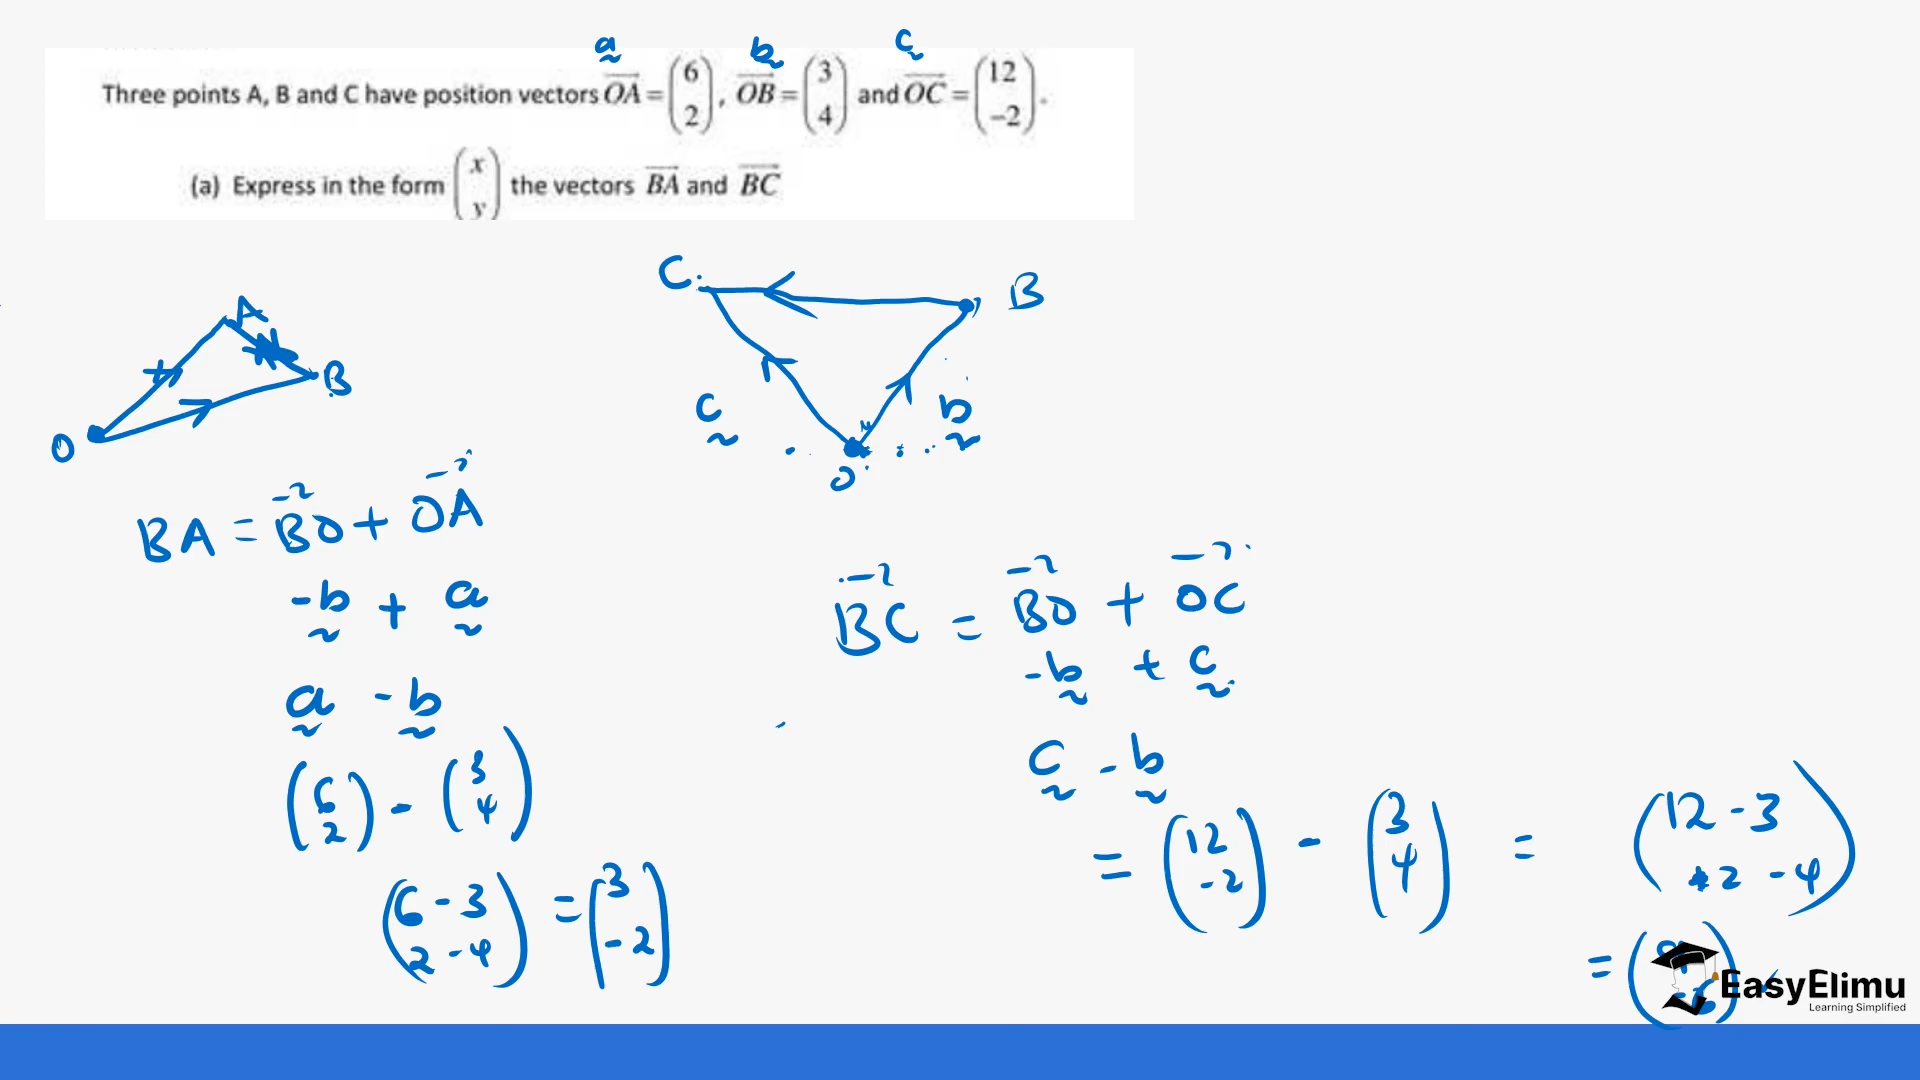 a b c
Three points A, B and C have position vectors OA = (6 2), OB = (3 4) and OC = (12 -2).
(a) Express in the form (x y) the vectors BA and BC
C. B
A
B
O
c b
O
BA = BO + OA
-b + a
a - b
(6 2) - (3 4)
(6 - 3 2 - 4) = (3 -2)
BC = BO + OC
-b + c
c - b
= (12 -2) - (3 4) = (12 - 3 2 - 4)
= (
EasyElimu
Learning Simplified